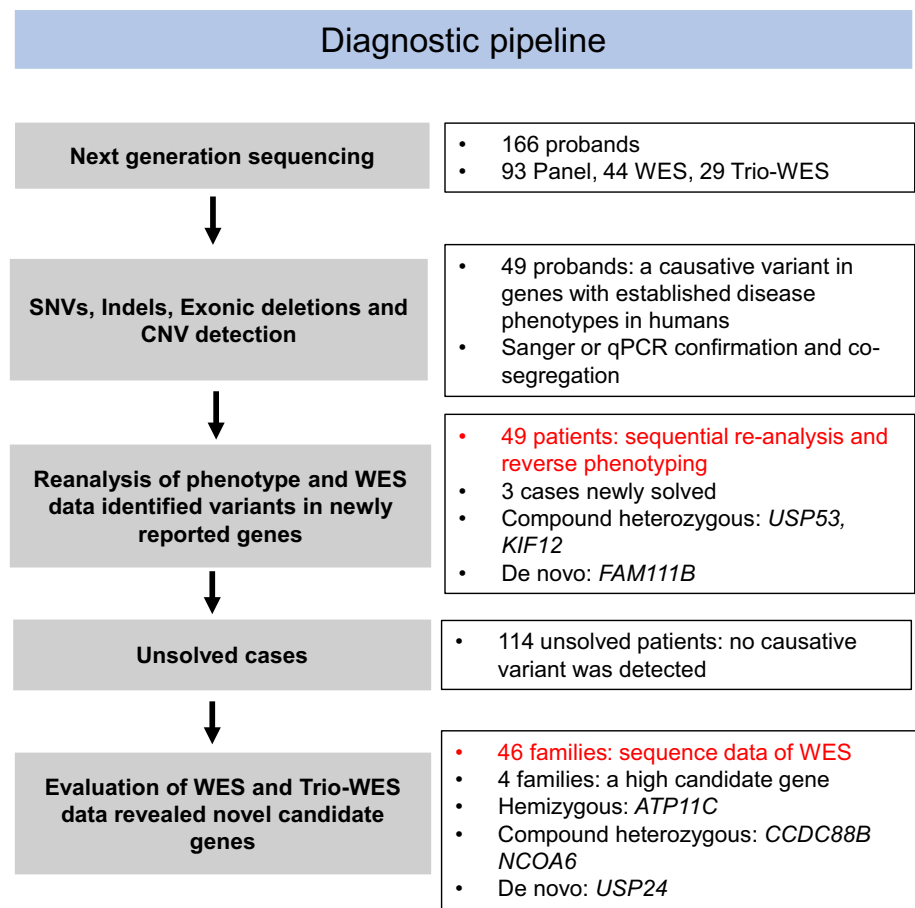 Diagnostic pipeline
Next generation sequencing
• 166 probands
• 93 Panel, 44 WES, 29 Trio-WES
SNVs, Indels, Exonic deletions and
CNV detection
• 49 probands: a causative variant in
genes with established disease
phenotypes in humans
• Sanger or qPCR confirmation and co-
segregation
Reanalysis of phenotype and WES
data identified variants in newly
reported genes
• 49 patients: sequential re-analysis and
reverse phenotyping
• 3 cases newly solved
• Compound heterozygous: USP53,
KIF12
• De novo: FAM111B
Unsolved cases
• 114 unsolved patients: no causative
variant was detected
Evaluation of WES and Trio-WES
data revealed novel candidate
genes
• 46 families: sequence data of WES
• 4 families: a high candidate gene
• Hemizygous: ATP11C
• Compound heterozygous: CCDC88B
NCOA6
• De novo: USP24